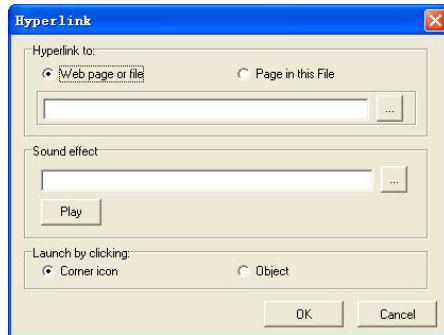 Hyperlink
Hyperlink to:
Web page or file
Page in this File
...
Sound effect
...
Play
Launch by clicking:
Corner icon
Object
OK
Cancel